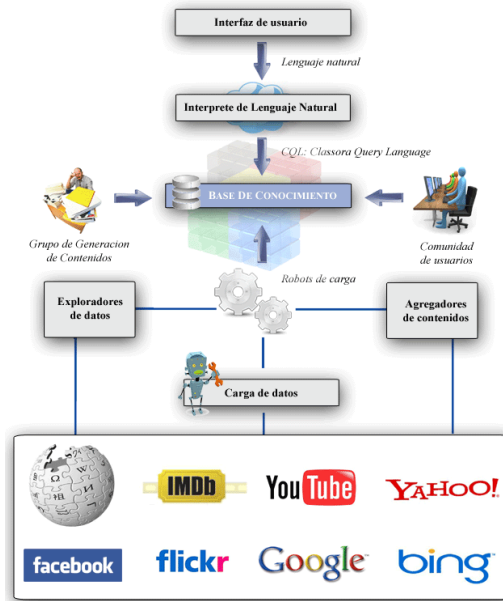 Interfaz de usuario
Lenguaje natural
Interprete de Lenguaje Natural
CQL: Classora Query Language
BASE DE CONOCIMIENTO
Grupo de Generacion
de Contenidos
Comunidad
de usuarios
Robots de carga
Exploradores
de datos
Agregadores
de contenidos
Carga de datos
IMDb
YouTube
YAHOO!
facebook
flickr
Google
bing